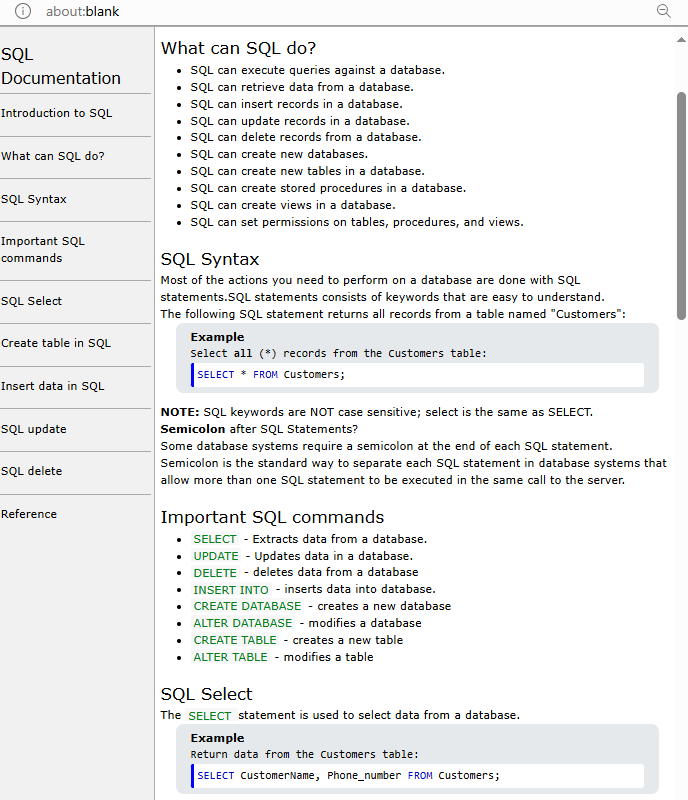 about:blank
SQL
Documentation
Introduction to SQL
What can SQL do?
SQL Syntax
Important SQL
commands
SQL Select
Create table in SQL
Insert data in SQL
SQL update
SQL delete
Reference
What can SQL do?
SQL can execute queries against a database.
SQL can retrieve data from a database.
SQL can insert records in a database.
SQL can update records in a database.
SQL can delete records from a database.
SQL can create new databases.
SQL can create new tables in a database.
SQL can create stored procedures in a database.
SQL can create views in a database.
SQL can set permissions on tables, procedures, and views.
SQL Syntax
Most of the actions you need to perform on a database are done with SQL
statements.SQL statements consists of keywords that are easy to understand.
The following SQL statement returns all records from a table named "Customers":
Example
Select all (*) records from the Customers table:
SELECT * FROM Customers;
NOTE: SQL keywords are NOT case sensitive; select is the same as SELECT.
Semicolon after SQL Statements?
Some database systems require a semicolon at the end of each SQL statement.
Semicolon is the standard way to separate each SQL statement in database systems that
allow more than one SQL statement to be executed in the same call to the server.
Important SQL commands
SELECT - Extracts data from a database.
UPDATE - Updates data in a database.
DELETE - deletes data from a database
INSERT INTO - inserts data into database.
CREATE DATABASE - creates a new database
ALTER DATABASE - modifies a database
CREATE TABLE - creates a new table
ALTER TABLE - modifies a table
SQL Select
The SELECT statement is used to select data from a database.
Example
Return data from the Customers table:
SELECT CustomerName, Phone_number FROM Customers;